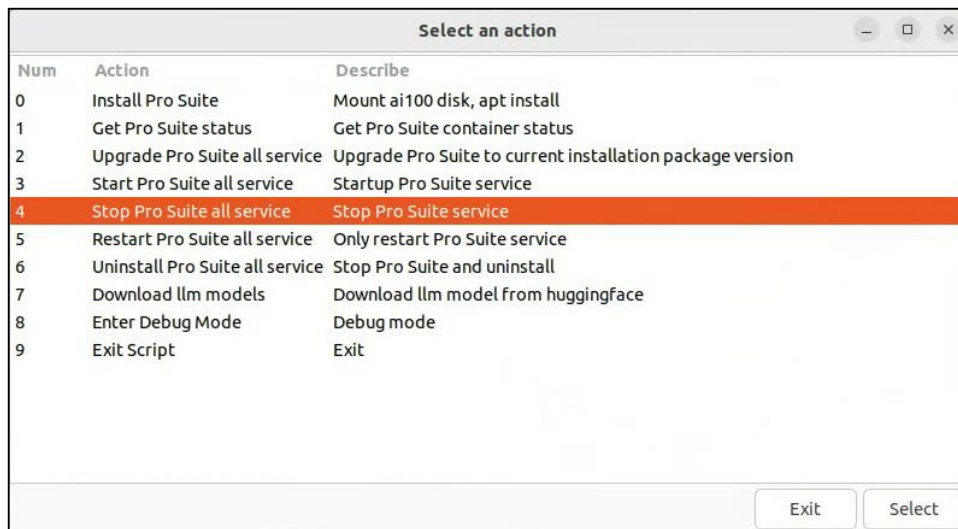 Select an action
Num Action Describe
0 Install Pro Suite Mount ai100 disk, apt install
1 Get Pro Suite status Get Pro Suite container status
2 Upgrade Pro Suite all service Upgrade Pro Suite to current installation package version
3 Start Pro Suite all service Startup Pro Suite service
4 Stop Pro Suite all service Stop Pro Suite service
5 Restart Pro Suite all service Only restart Pro Suite service
6 Uninstall Pro Suite all service Stop Pro Suite and uninstall
7 Download llm models Download llm model from huggingface
8 Enter Debug Mode Debug mode
9 Exit Script Exit
Exit Select